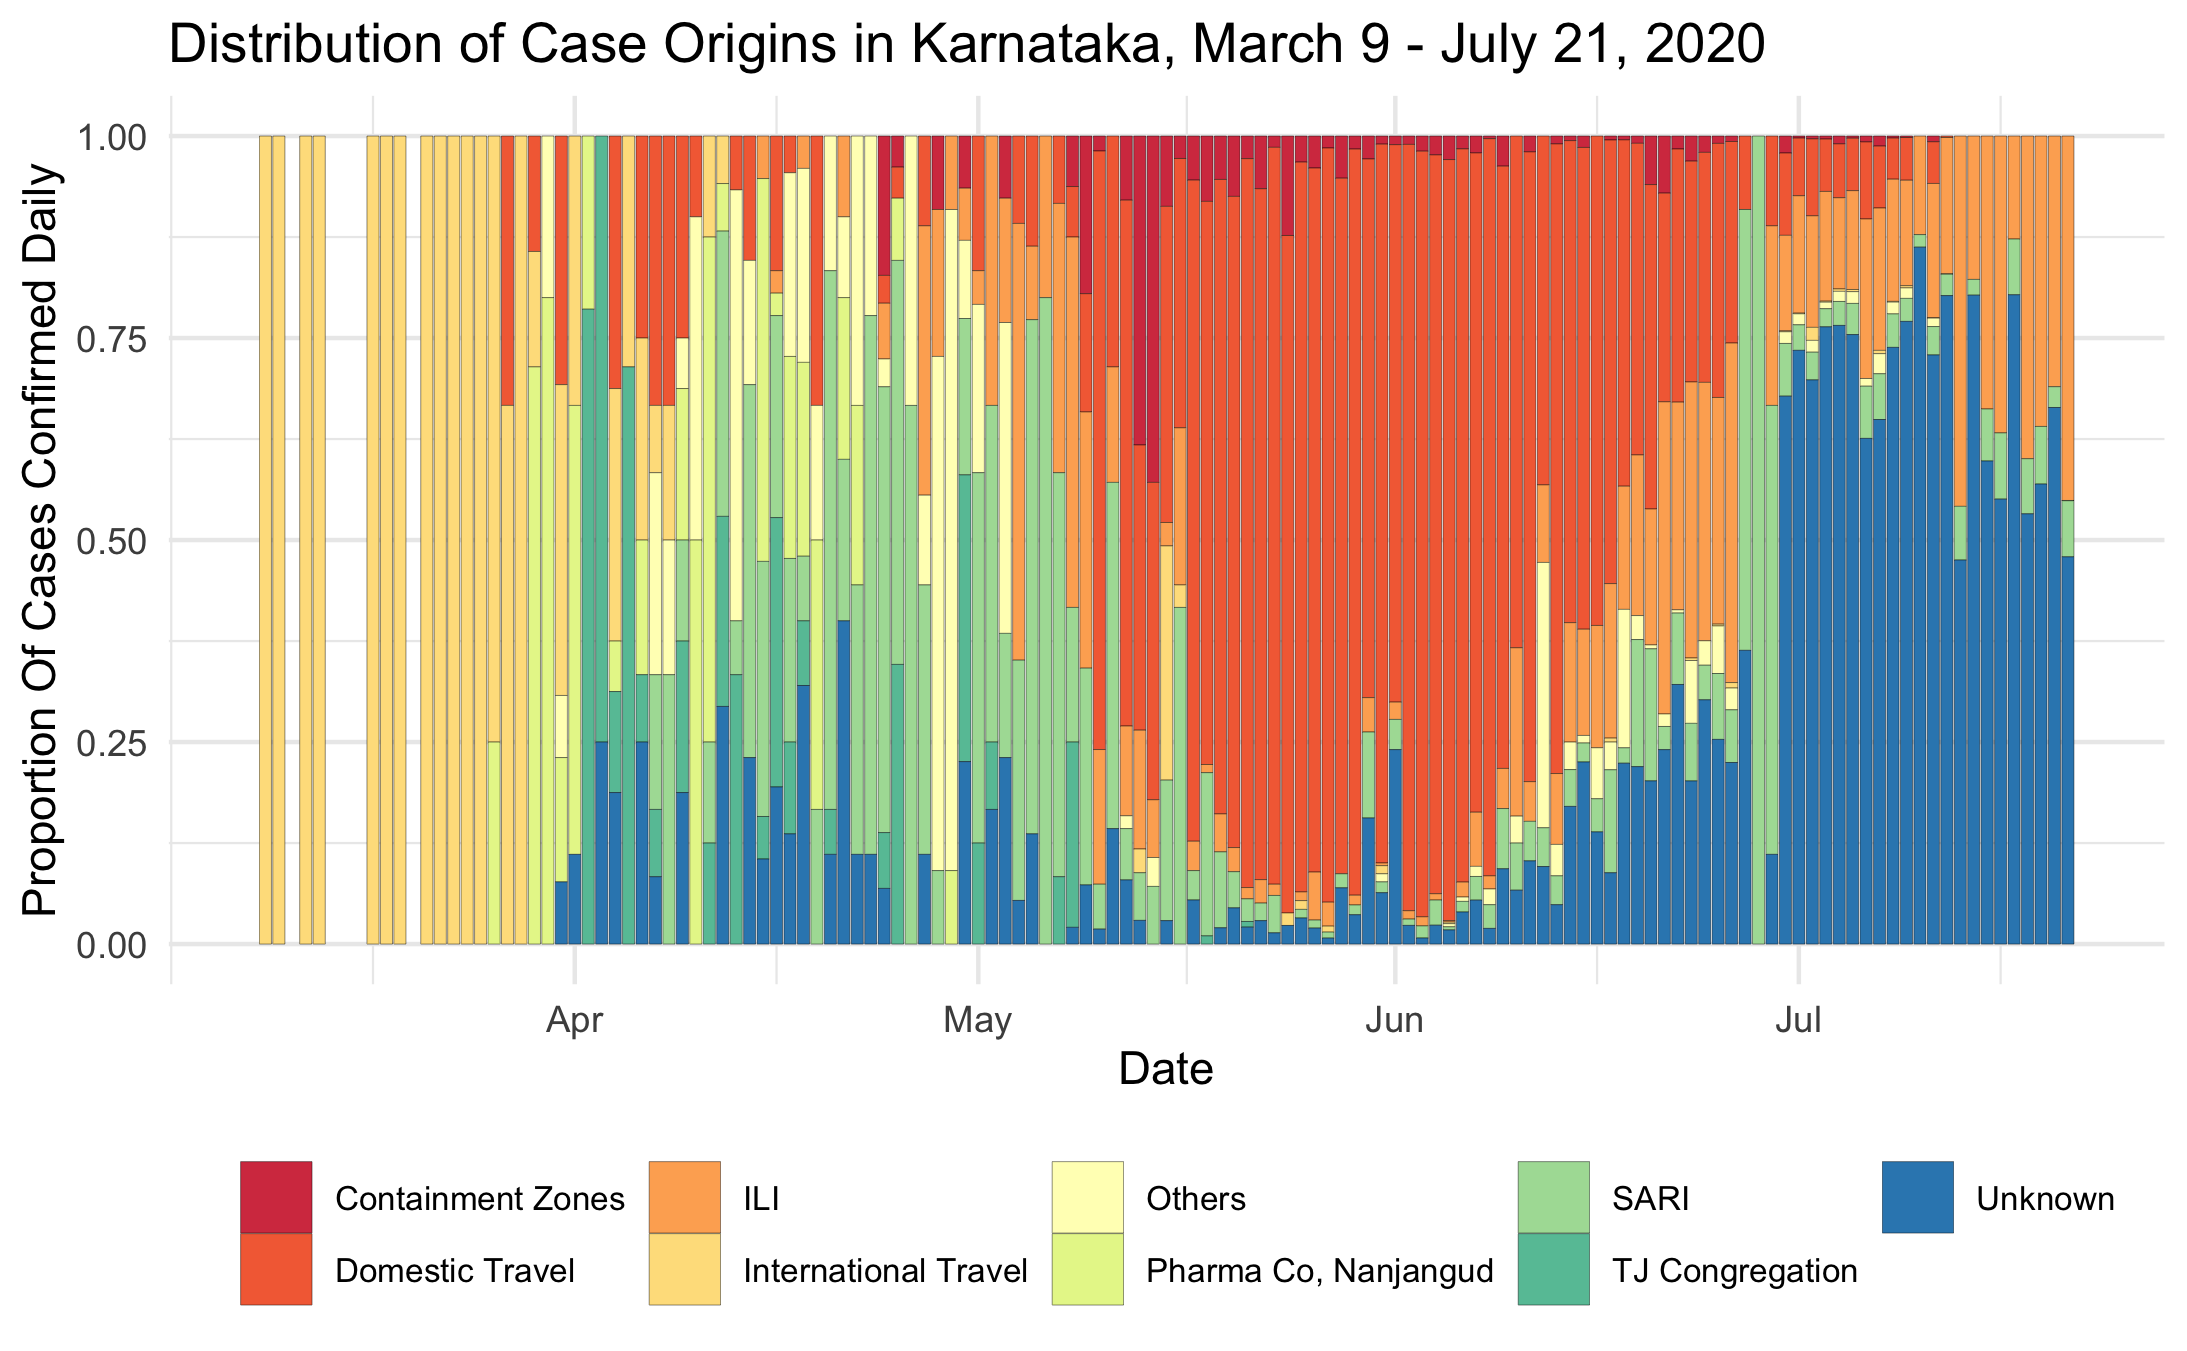 Distribution of Case Origins in Karnataka, March 9 - July 21, 2020
Proportion Of Cases Confirmed Daily
1.00
0.75
0.50
0.25
0.00
Apr May Jun Jul
Date
Containment Zones ILI Others SARI Unknown
Domestic Travel International Travel Pharma Co, Nanjangud TJ Congregation